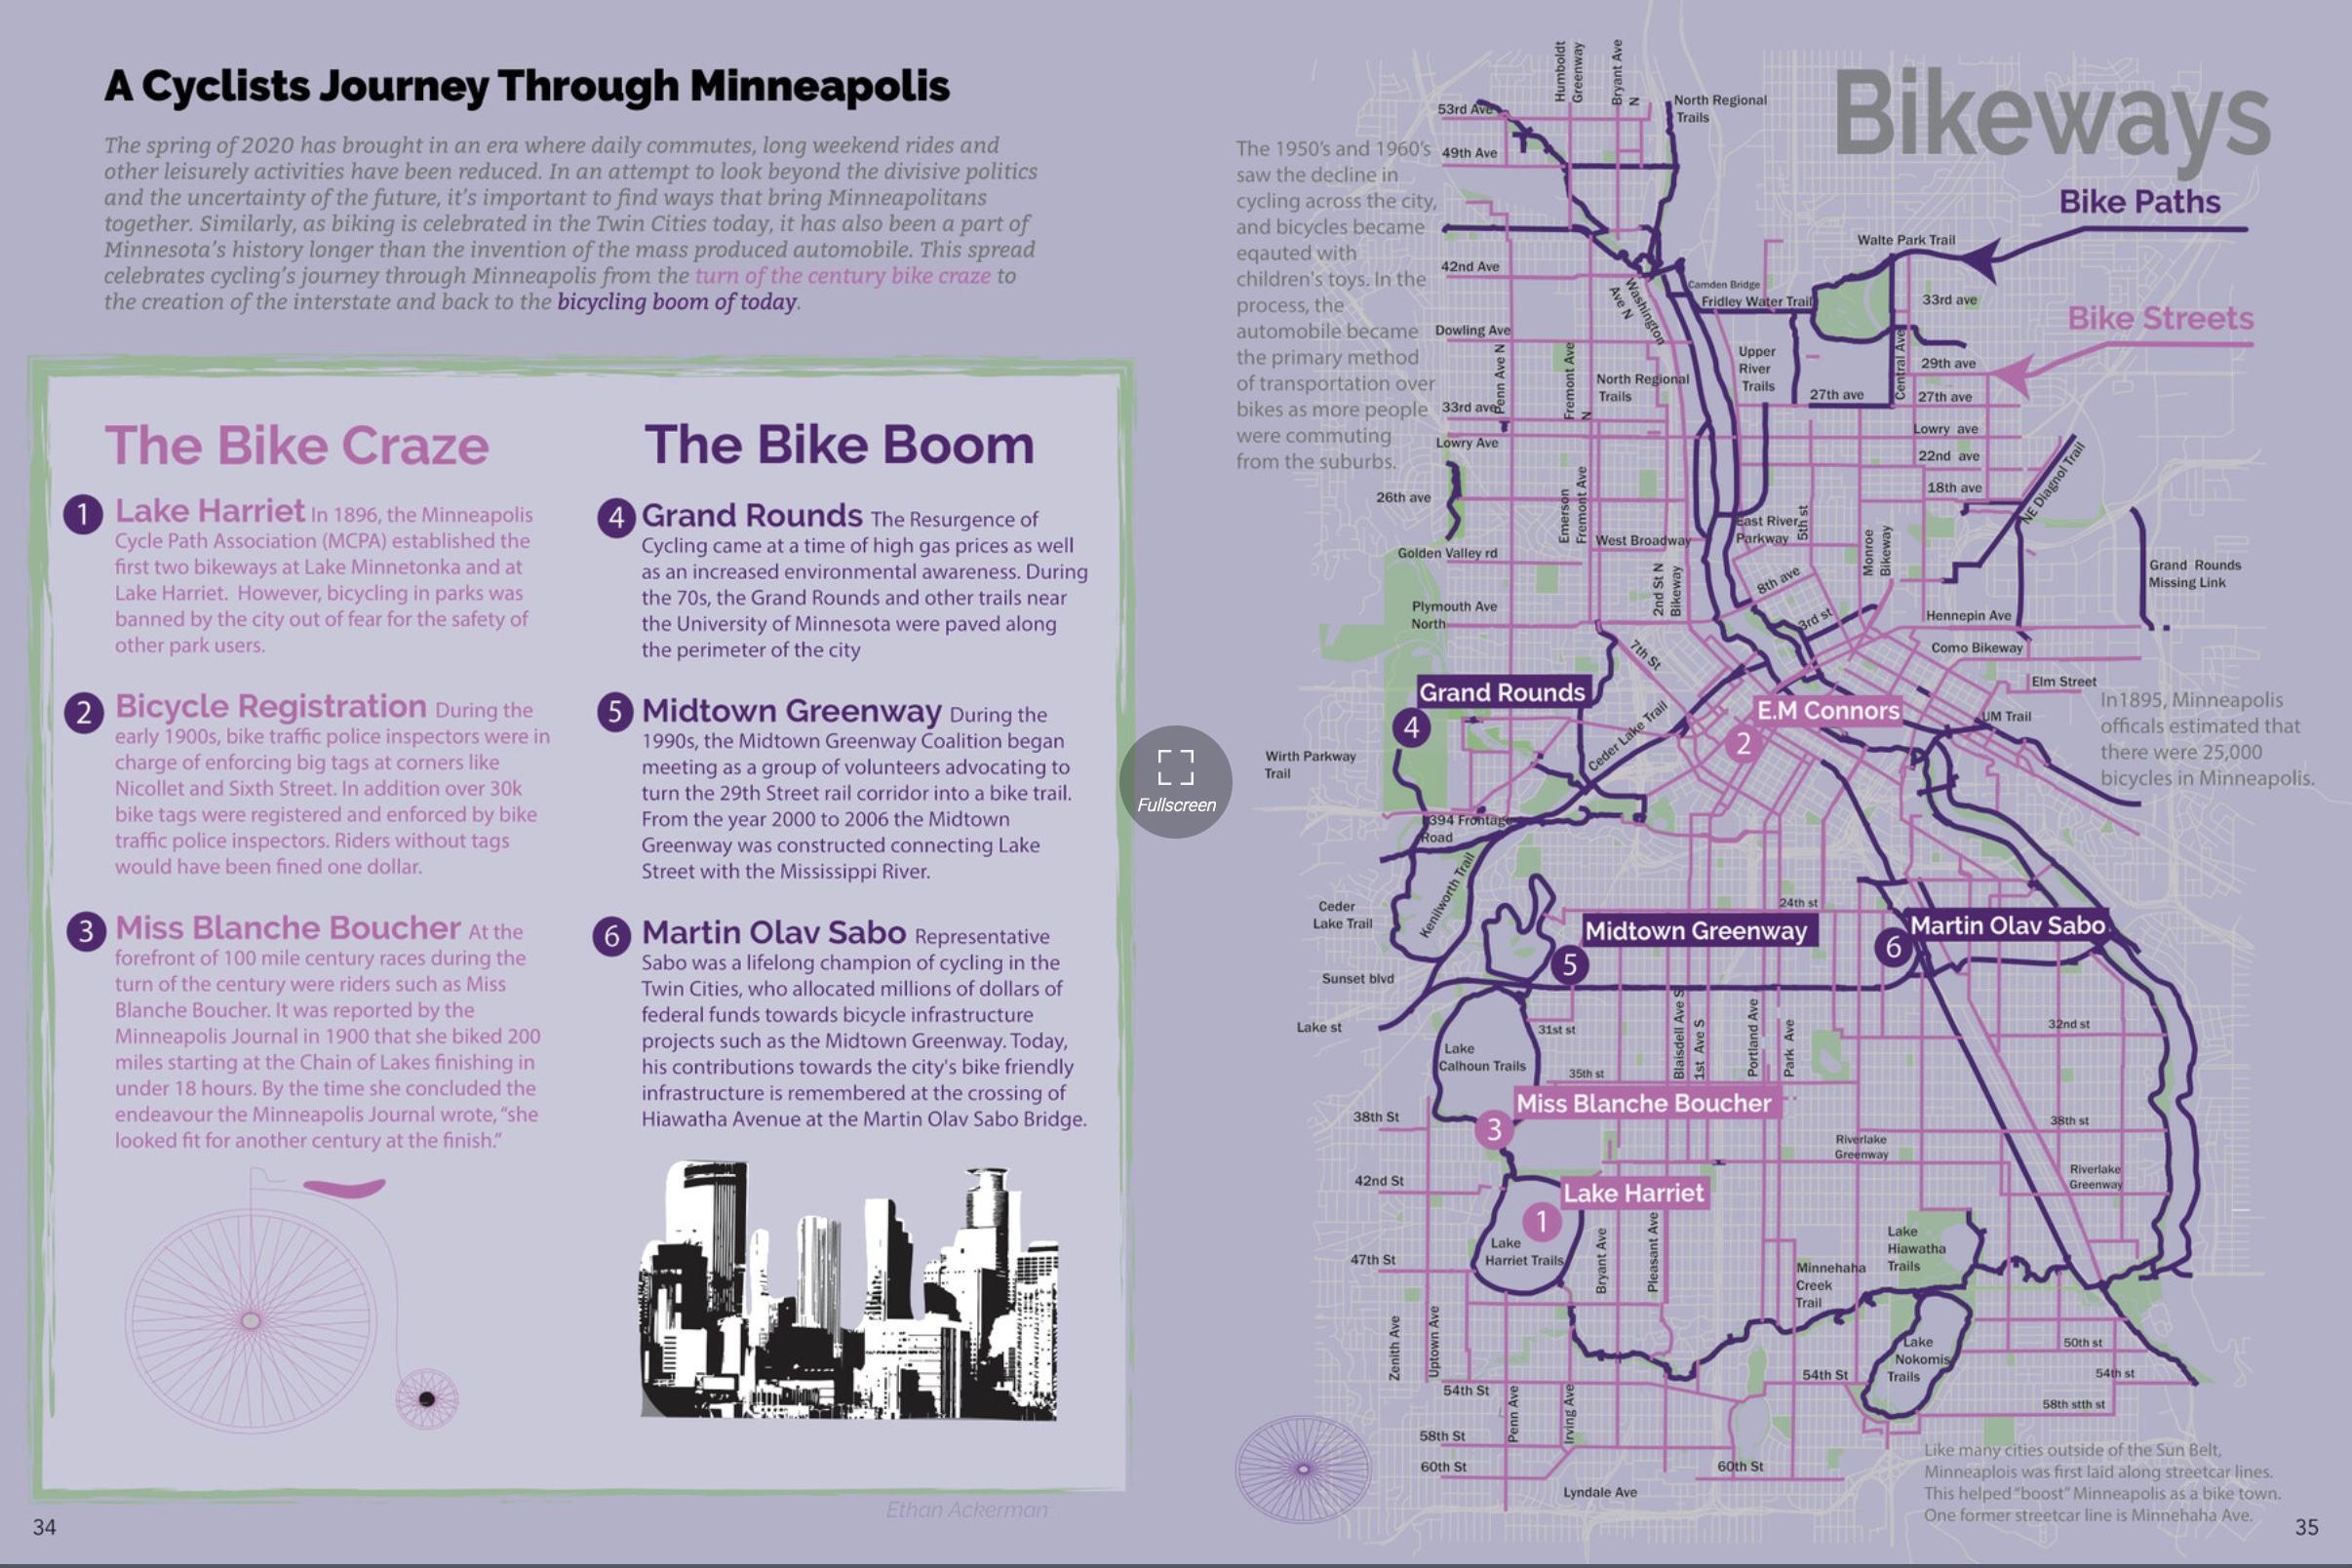 A Cyclists Journey Through Minneapolis
The spring of 2020 has brought in an era where daily commutes, long weekend rides and
other leisurely activities have been reduced. In an attempt to look beyond the divisive politics
and the uncertainty of the future, it's important to find ways that bring Minneapolitans
together. Similarly, as biking is celebrated in the Twin Cities today, it has also been a part of
Minnesota's history longer than the invention of the mass produced automobile. This spread
celebrates cycling's journey through Minneapolis from the turn of the century bike craze to
the creation of the interstate and back to the bicycling boom of today.
The Bike Craze
1
Lake Harriet In 1896, the Minneapolis
Cycle Path Association (MCPA) established the
first two bikeways at Lake Minnetonka and at
Lake Harriet. However, bicycling in parks was
banned by the city out of fear for the safety of
other park users.
2
Bicycle Registration During the
early 1900s, bike traffic police inspectors were in
charge of enforcing big tags at corners like
Nicollet and Sixth Street. In addition over 30k
bike tags were registered and enforced by bike
traffic police inspectors. Riders without tags
would have been fined one dollar.
3
Miss Blanche Boucher At the
forefront of 100 mile century races during the
turn of the century were riders such as Miss
Blanche Boucher. It was reported by the
Minneapolis Journal in 1900 that she biked 200
miles starting at the Chain of Lakes finishing in
under 18 hours. By the time she concluded the
endeavour the Minneapolis Journal wrote, "she
looked fit for another century at the finish."
The Bike Boom
4
Grand Rounds The Resurgence of
Cycling came at a time of high gas prices as well
as an increased environmental awareness. During
the 70s, the Grand Rounds and other trails near
the University of Minnesota were paved along
the perimeter of the city
5
Midtown Greenway During the
1990s, the Midtown Greenway Coalition began
meeting as a group of volunteers advocating to
turn the 29th Street rail corridor into a bike trail.
From the year 2000 to 2006 the Midtown
Greenway was constructed connecting Lake
Street with the Mississippi River.
6
Martin Olav Sabo Representative
Sabo was a lifelong champion of cycling in the
Twin Cities, who allocated millions of dollars of
federal funds towards bicycle infrastructure
projects such as the Midtown Greenway. Today,
his contributions towards the city's bike friendly
infrastructure is remembered at the crossing of
Hiawatha Avenue at the Martin Olav Sabo Bridge.
Ethan Ackerman
34
Fullscreen
Bikeways
Bike Paths
Bike Streets
The 1950's and 1960's
saw the decline in
cycling across the city,
and bicycles became
eqauted with
children's toys. In the
process, the
automobile became
the primary method
of transportation over
bikes as more people
were commuting
from the suburbs.
Humboldt
Greenway
Bryant Ave
N
53rd Ave
North Regional
Trails
49th Ave
Walte Park Trail
42nd Ave
Camden Bridge
Fridley Water Trail
33rd ave
Washington
Ave N
Dowling Ave
Penn Ave N
Fremont Ave
N
North Regional
Trails
Upper
River
Trails
Central Ave
29th ave
27th ave
27th ave
33rd ave
Lowry Ave
Lowry ave
22nd ave
18th ave
NE Diagnol Trail
26th ave
Emerson
Fremont Ave
East River
Parkway
5th st
West Broadway
Monroe
Bikeway
Golden Valley rd
Grand Rounds
Missing Link
2nd St N
Bikeway
8th ave
Plymouth Ave
North
3rd st
Hennepin Ave
Como Bikeway
7th St
Elm Street
Grand Rounds
4
E.M Connors
2
UM Trail
In1895, Minneapolis
officals estimated that
there were 25,000
bicycles in Minneapolis.
Ceder Lake Trail
Wirth Parkway
Trail
I394 Frontage
Road
Kenilworth Trail
Ceder
Lake Trail
24th st
Midtown Greenway
5
Martin Olav Sabo
6
Sunset blvd
Lake st
31st st
Blaisdell Ave S
1st Ave S
Portland Ave
Park Ave
32nd st
Lake
Calhoun Trails
35th st
Miss Blanche Boucher
3
38th St
38th st
Riverlake
Greenway
Riverlake
Greenway
42nd St
Lake Harriet
1
Lake
Harriet Trails
47th St
Bryant Ave
Pleasant Ave
Lake
Hiawatha
Trails
Minnehaha
Creek
Trail
Zenith Ave
Uptown Ave
Lake
Nokomis
Trails
50th st
54th St
54th st
54th St
Penn Ave
Irving Ave
58th stth st
58th St
60th St
60th St
Lyndale Ave
Like many cities outside of the Sun Belt,
Minneaplois was first laid along streetcar lines.
This helped "boost" Minneapolis as a bike town.
One former streetcar line is Minnehaha Ave.
35